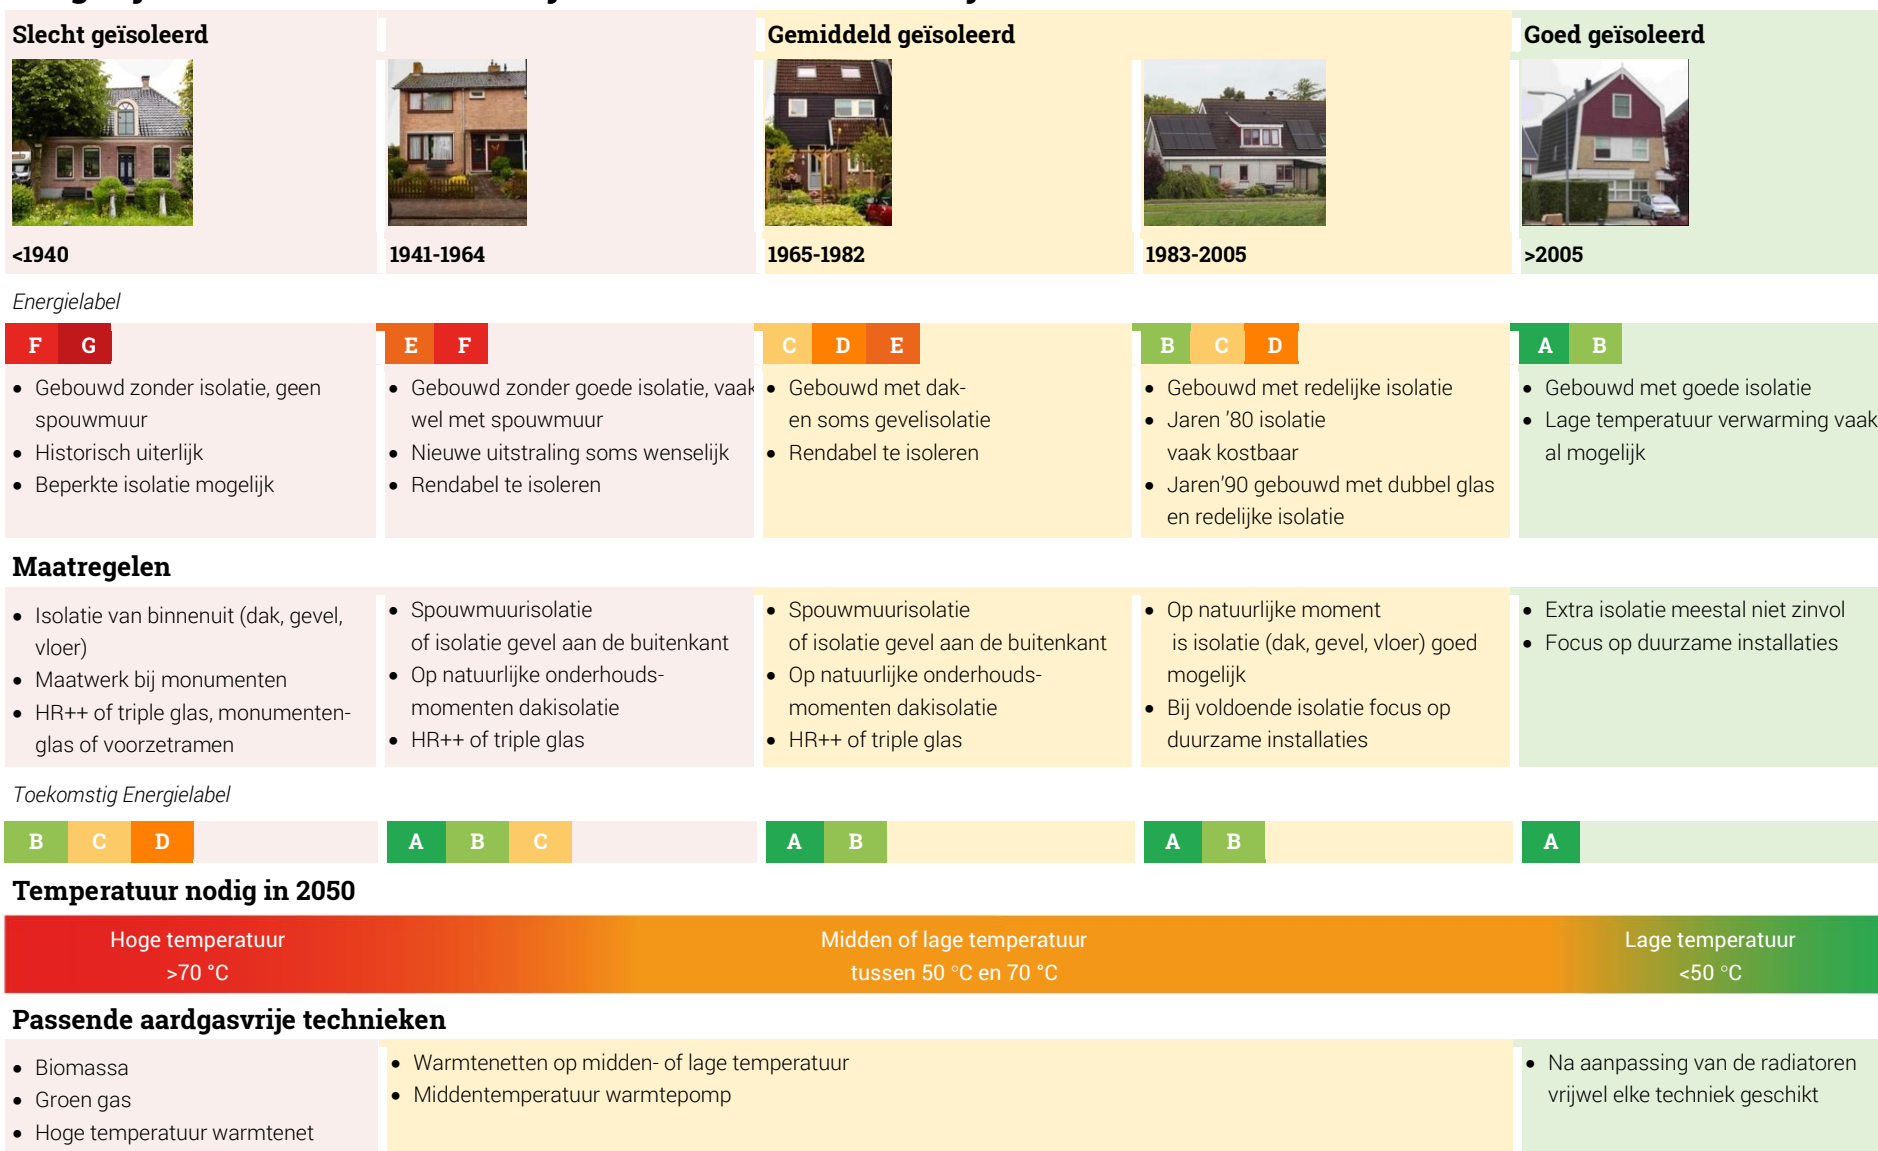 Slecht geïsoleerd
Gemiddeld geïsoleerd
Goed geïsoleerd
<1940
1941-1964
1965-1982
1983-2005
>2005
Energielabel
F G
E F
C D E
B C D
A B
• Gebouwd zonder isolatie, geen
spouwmuur
• Historisch uiterlijk
• Beperkte isolatie mogelijk
• Gebouwd zonder goede isolatie, vaak
wel met spouwmuur
• Nieuwe uitstraling soms wenselijk
• Rendabel te isoleren
• Gebouwd met dak-
en soms gevelisolatie
• Rendabel te isoleren
• Gebouwd met redelijke isolatie
• Jaren ’80 isolatie
vaak kostbaar
• Jaren’90 gebouwd met dubbel glas
en redelijke isolatie
• Gebouwd met goede isolatie
• Lage temperatuur verwarming vaak
al mogelijk
Maatregelen
• Isolatie van binnenuit (dak, gevel,
vloer)
• Maatwerk bij monumenten
• HR++ of triple glas, monumenten-
glas of voorzetramen
• Spouwmuurisolatie
of isolatie gevel aan de buitenkant
• Op natuurlijke onderhouds-
momenten dakisolatie
• HR++ of triple glas
• Spouwmuurisolatie
of isolatie gevel aan de buitenkant
• Op natuurlijke onderhouds-
momenten dakisolatie
• HR++ of triple glas
• Op natuurlijke moment
is isolatie (dak, gevel, vloer) goed
mogelijk
• Bij voldoende isolatie focus op
duurzame installaties
• Extra isolatie meestal niet zinvol
• Focus op duurzame installaties
Toekomstig Energielabel
B C D
A B C
A B
A B
A
Temperatuur nodig in 2050
Hoge temperatuur
>70 °C
Midden of lage temperatuur
tussen 50 °C en 70 °C
Lage temperatuur
<50 °C
Passende aardgasvrije technieken
• Biomassa
• Groen gas
• Hoge temperatuur warmtenet
• Warmtenetten op midden- of lage temperatuur
• Middentemperatuur warmtepomp
• Na aanpassing van de radiatoren
vrijwel elke techniek geschikt